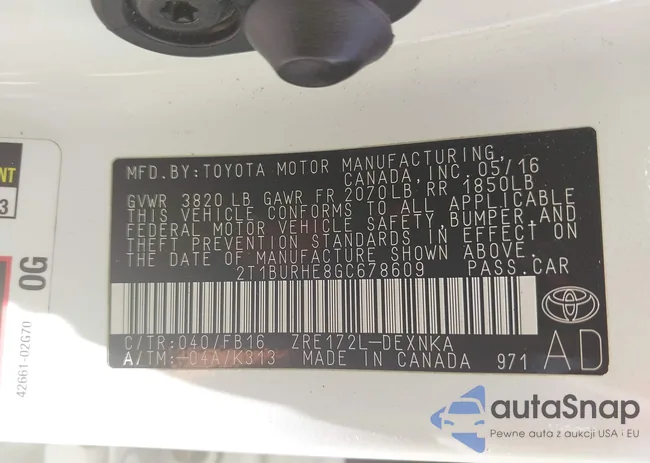 MFD.BY:TOYOTA MOTOR MANUFACTURING,
CANADA,INC.05/16
GVWR 3820 LB GAWR FR 2070LB RR 1850LB
THIS VEHICLE CONFORMS TO ALL APPLICABLE
FEDERAL MOTOR VEHICLE SAFETY,BUMPER,AND
THEFT PREVENTION STANDARDS IN EFFECT ON
THE DATE OF MANUFACTURE SHOWN ABOVE.
2T1BURHE8GC678609 PASS.CAR
C/TR:040/FB16 ZRE172L-DEXNKA
A/TM:-04A/K313 MADE IN CANADA 971
AD
NT
3
OG
42661-02G70
autaSnap
Pewne auta z aukcji USA i EU